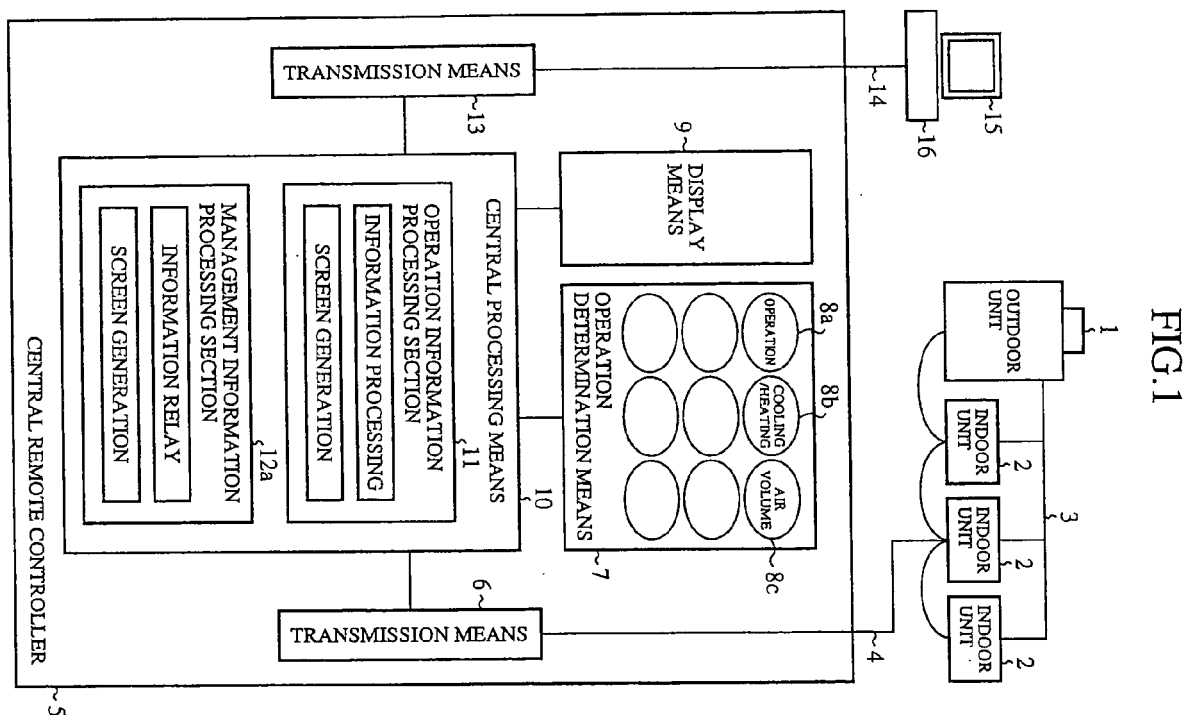 FIG.1
1
OUTDOOR
UNIT
INDOOR
UNIT
2
INDOOR
UNIT
2
INDOOR
UNIT
2
3
4
15
16
14
TRANSMISSION MEANS
13
9
DISPLAY
MEANS
8a
OPERATION
8b
COOLING
/HEATING
AIR
VOLUME
8c
OPERATION
DETERMINATION MEANS
7
CENTRAL PROCESSING MEANS
10
OPERATION INFORMATION
PROCESSING SECTION
11
INFORMATION PROCESSING
SCREEN GENERATION
MANAGEMENT INFORMATION
PROCESSING SECTION
12a
INFORMATION RELAY
SCREEN GENERATION
6
TRANSMISSION MEANS
CENTRAL REMOTE CONTROLLER
5